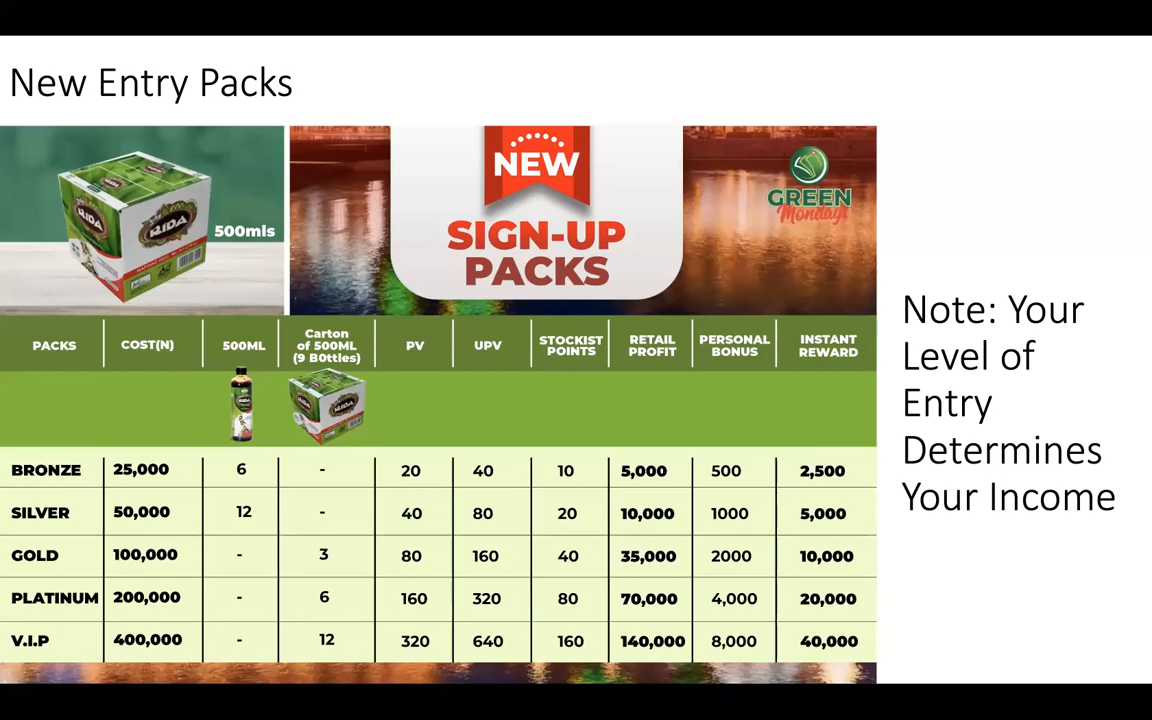 New Entry Packs
RIDA
RIDA
500mls
NEW
SIGN-UP
PACKS
GREEN
Mondays
PACKS COST(N) 500ML Carton of 500ML (9 B0ttles) PV UPV STOCKIST POINTS RETAIL PROFIT PERSONAL BONUS INSTANT REWARD
RIDA
RIDA
BRONZE 25,000 6 - 20 40 10 5,000 500 2,500
SILVER 50,000 12 - 40 80 20 10,000 1000 5,000
GOLD 100,000 - 3 80 160 40 35,000 2000 10,000
PLATINUM 200,000 - 6 160 320 80 70,000 4,000 20,000
V.I.P 400,000 - 12 320 640 160 140,000 8,000 40,000
Note: Your
Level of
Entry
Determines
Your Income